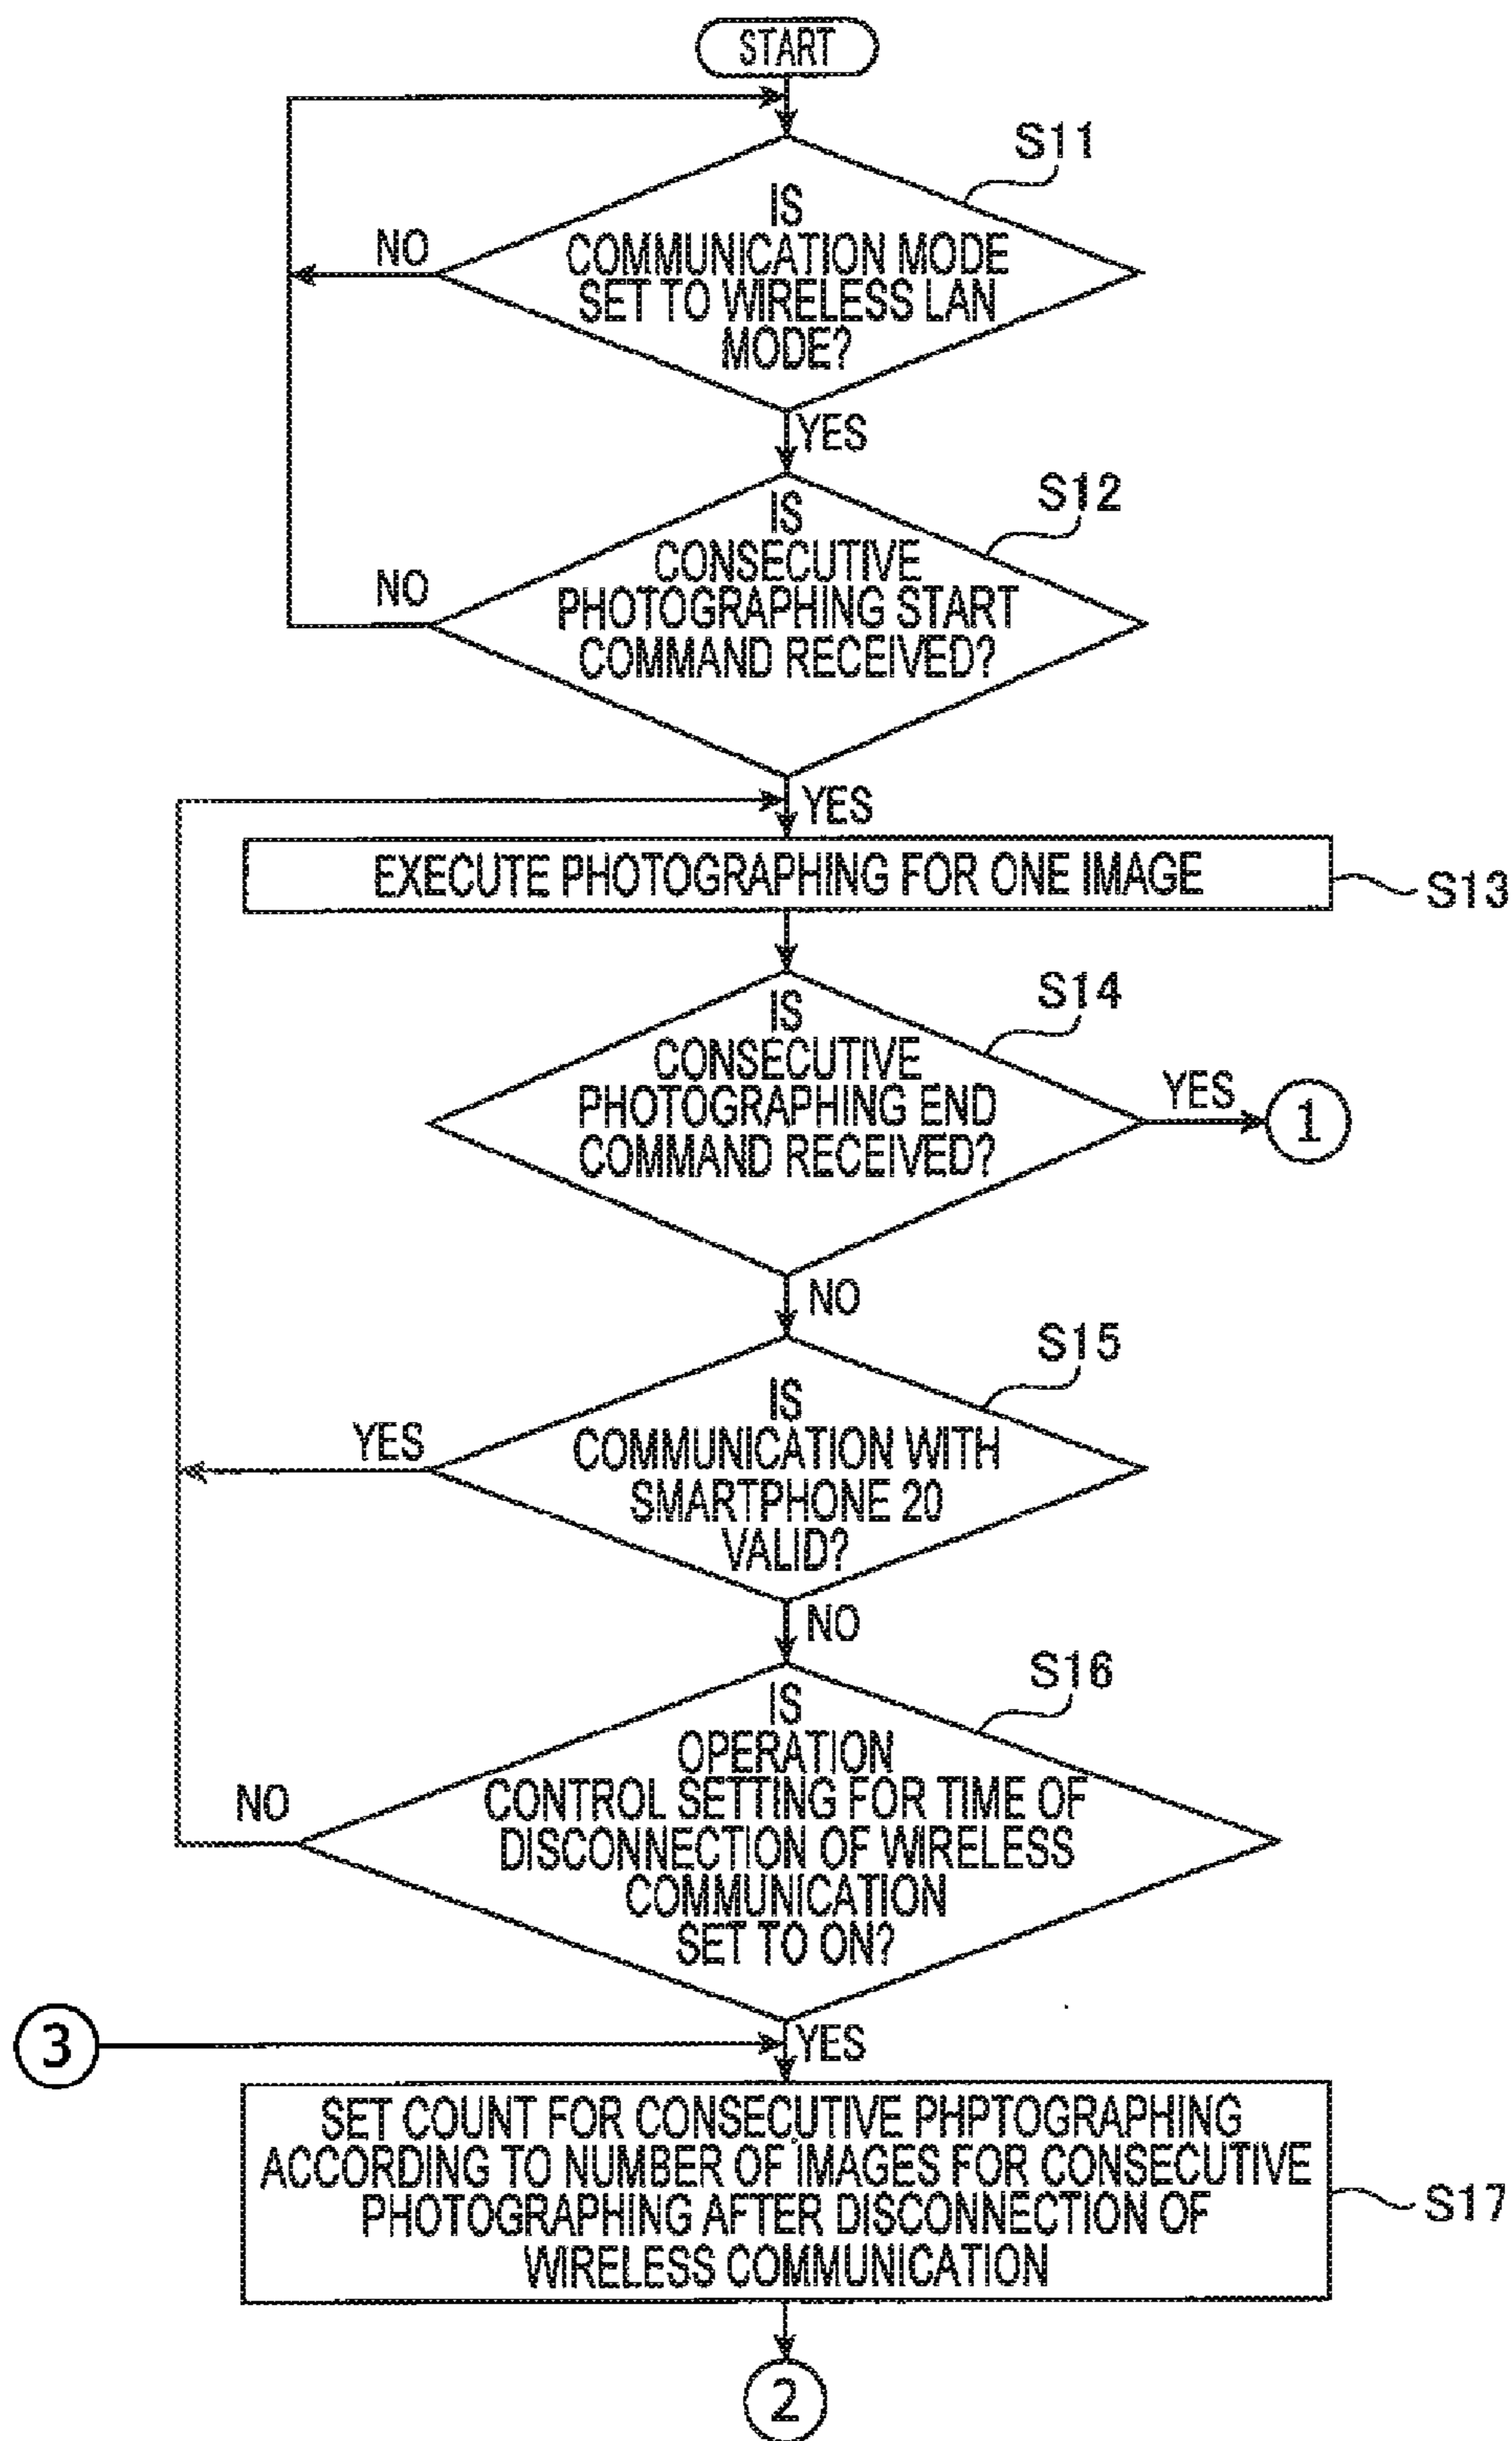 START
S11
IS
COMMUNICATION MODE
SET TO WIRELESS LAN
MODE?
NO
YES
S12
IS
CONSECUTIVE
PHOTOGRAPHING START
COMMAND RECEIVED?
NO
YES
EXECUTE PHOTOGRAPHING FOR ONE IMAGE
S13
S14
IS
CONSECUTIVE
PHOTOGRAPHING END
COMMAND RECEIVED?
YES
1
NO
S15
IS
COMMUNICATION WITH
SMARTPHONE 20
VALID?
YES
NO
S16
IS
OPERATION
CONTROL SETTING FOR TIME OF
DISCONNECTION OF WIRELESS
COMMUNICATION
SET TO ON?
NO
3
YES
SET COUNT FOR CONSECUTIVE PHPTOGRAPHING
ACCORDING TO NUMBER OF IMAGES FOR CONSECUTIVE
PHOTOGRAPHING AFTER DISCONNECTION OF
WIRELESS COMMUNICATION
S17
2